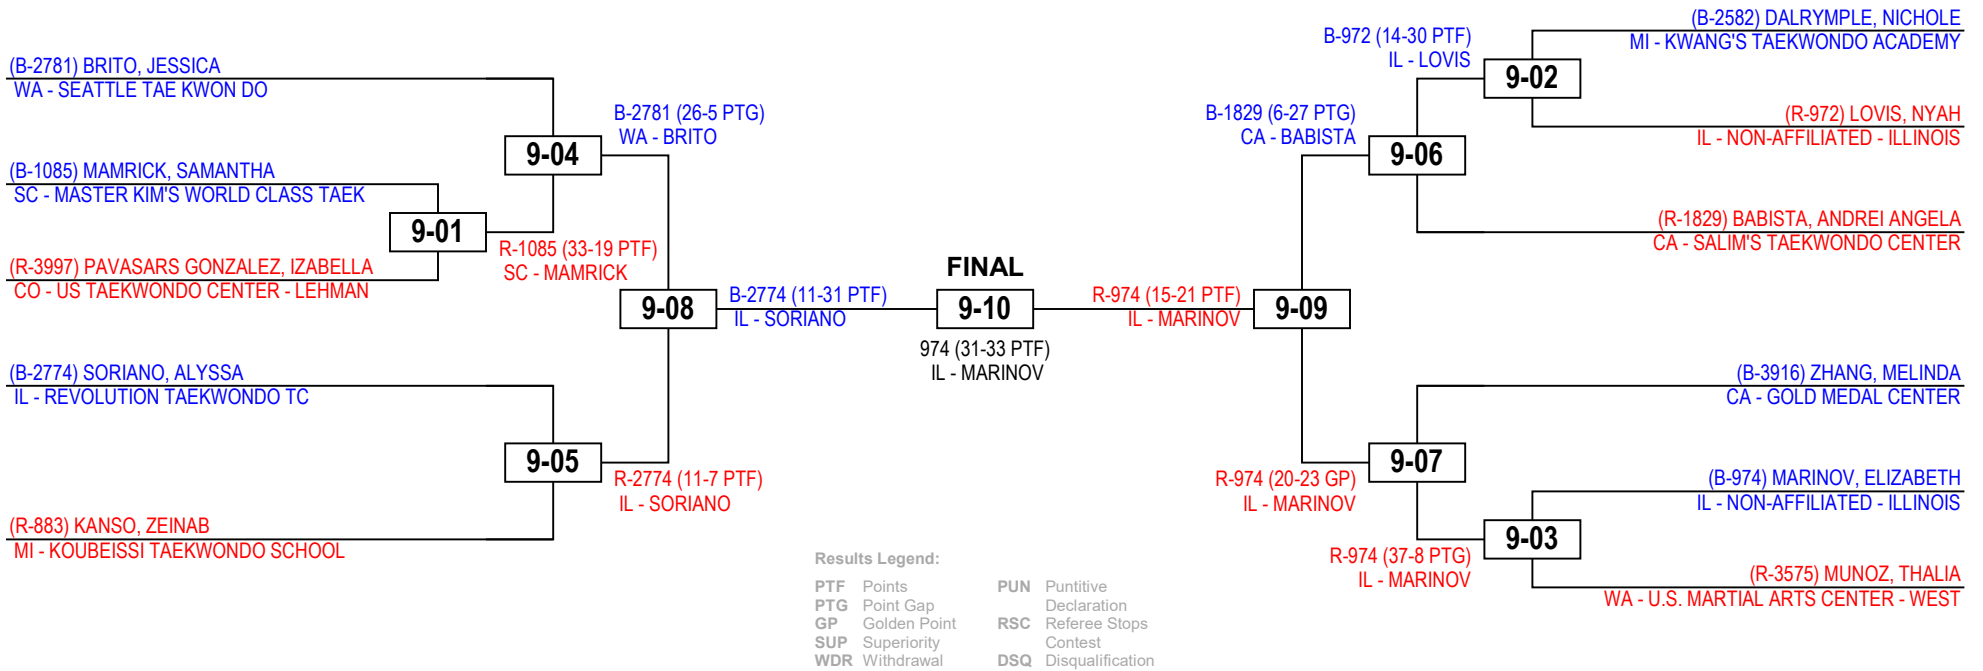 (B-2781) BRITO, JESSICA
WA - SEATTLE TAE KWON DO
(B-1085) MAMRICK, SAMANTHA
SC - MASTER KIM'S WORLD CLASS TAEK
(R-3997) PAVASARS GONZALEZ, IZABELLA
CO - US TAEKWONDO CENTER - LEHMAN
(B-2774) SORIANO, ALYSSA
IL - REVOLUTION TAEKWONDO TC
(R-883) KANSO, ZEINAB
MI - KOUBEISSI TAEKWONDO SCHOOL
9-01
R-1085 (33-19 PTF)
SC - MAMRICK
9-04
B-2781 (26-5 PTG)
WA - BRITO
9-05
R-2774 (11-7 PTF)
IL - SORIANO
9-08
B-2774 (11-31 PTF)
IL - SORIANO
FINAL
9-10
974 (31-33 PTF)
IL - MARINOV
R-974 (15-21 PTF)
IL - MARINOV
9-09
B-1829 (6-27 PTG)
CA - BABISTA
9-06
R-974 (20-23 GP)
IL - MARINOV
9-07
B-972 (14-30 PTF)
IL - LOVIS
9-02
R-974 (37-8 PTG)
IL - MARINOV
9-03
(B-2582) DALRYMPLE, NICHOLE
MI - KWANG'S TAEKWONDO ACADEMY
(R-972) LOVIS, NYAH
IL - NON-AFFILIATED - ILLINOIS
(R-1829) BABISTA, ANDREI ANGELA
CA - SALIM'S TAEKWONDO CENTER
(B-3916) ZHANG, MELINDA
CA - GOLD MEDAL CENTER
(B-974) MARINOV, ELIZABETH
IL - NON-AFFILIATED - ILLINOIS
(R-3575) MUNOZ, THALIA
WA - U.S. MARTIAL ARTS CENTER - WEST
Results Legend:
PTF Points
PTG Point Gap
GP Golden Point
SUP Superiority
WDR Withdrawal
PUN Puntitive
Declaration
RSC Referee Stops
Contest
DSQ Disqualification